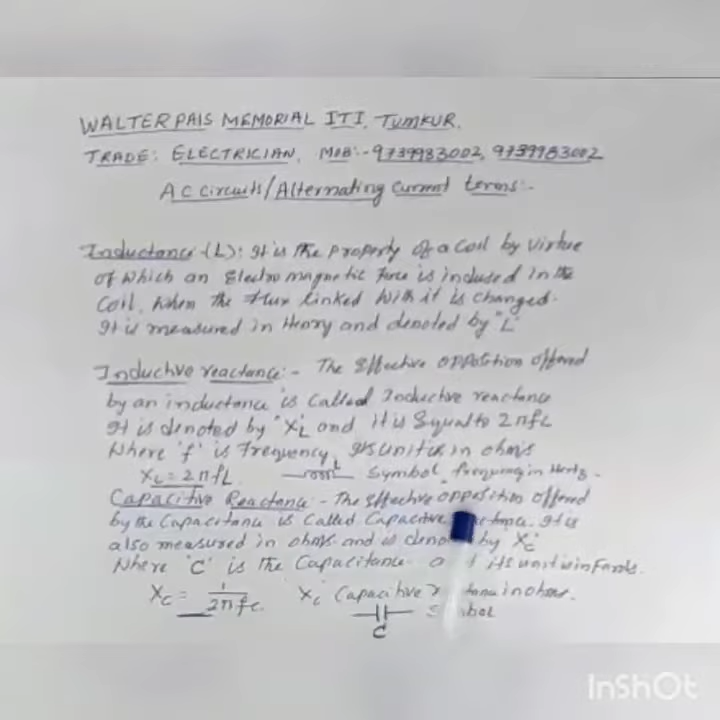 WALTER PAIS MEMORIAL ITI, TUMKUR.
TRADE: ELECTRICIAN, MOB:-9739983002, 9739983002
A C Circuits/Alternating Current terms:-
Inductance (L): It is the property of a coil by virtue
of which an Electro magnetic force is induced in the
Coil, when the flux linked with it is changed.
It is measured in Henry and denoted by "L"
Inductive reactance:- The Effective opposition offered
by an inductance is called Inductive reactance
It is denoted by "XL and it is Equal to 2πfL
Where 'f' is frequency, its unit is in ohms
XL = 2πfL L Symbol, frequency in Hertz.
Capacitive Reactance - The Effective opposition offered
by the Capacitance is called Capacitive It is
also measured in ohms and is by Xc
Where 'C' is the Capacitance its unit is in Farads.
Xc = 1/2πfc. Xc Capacitive in ohms.
C
InShOt